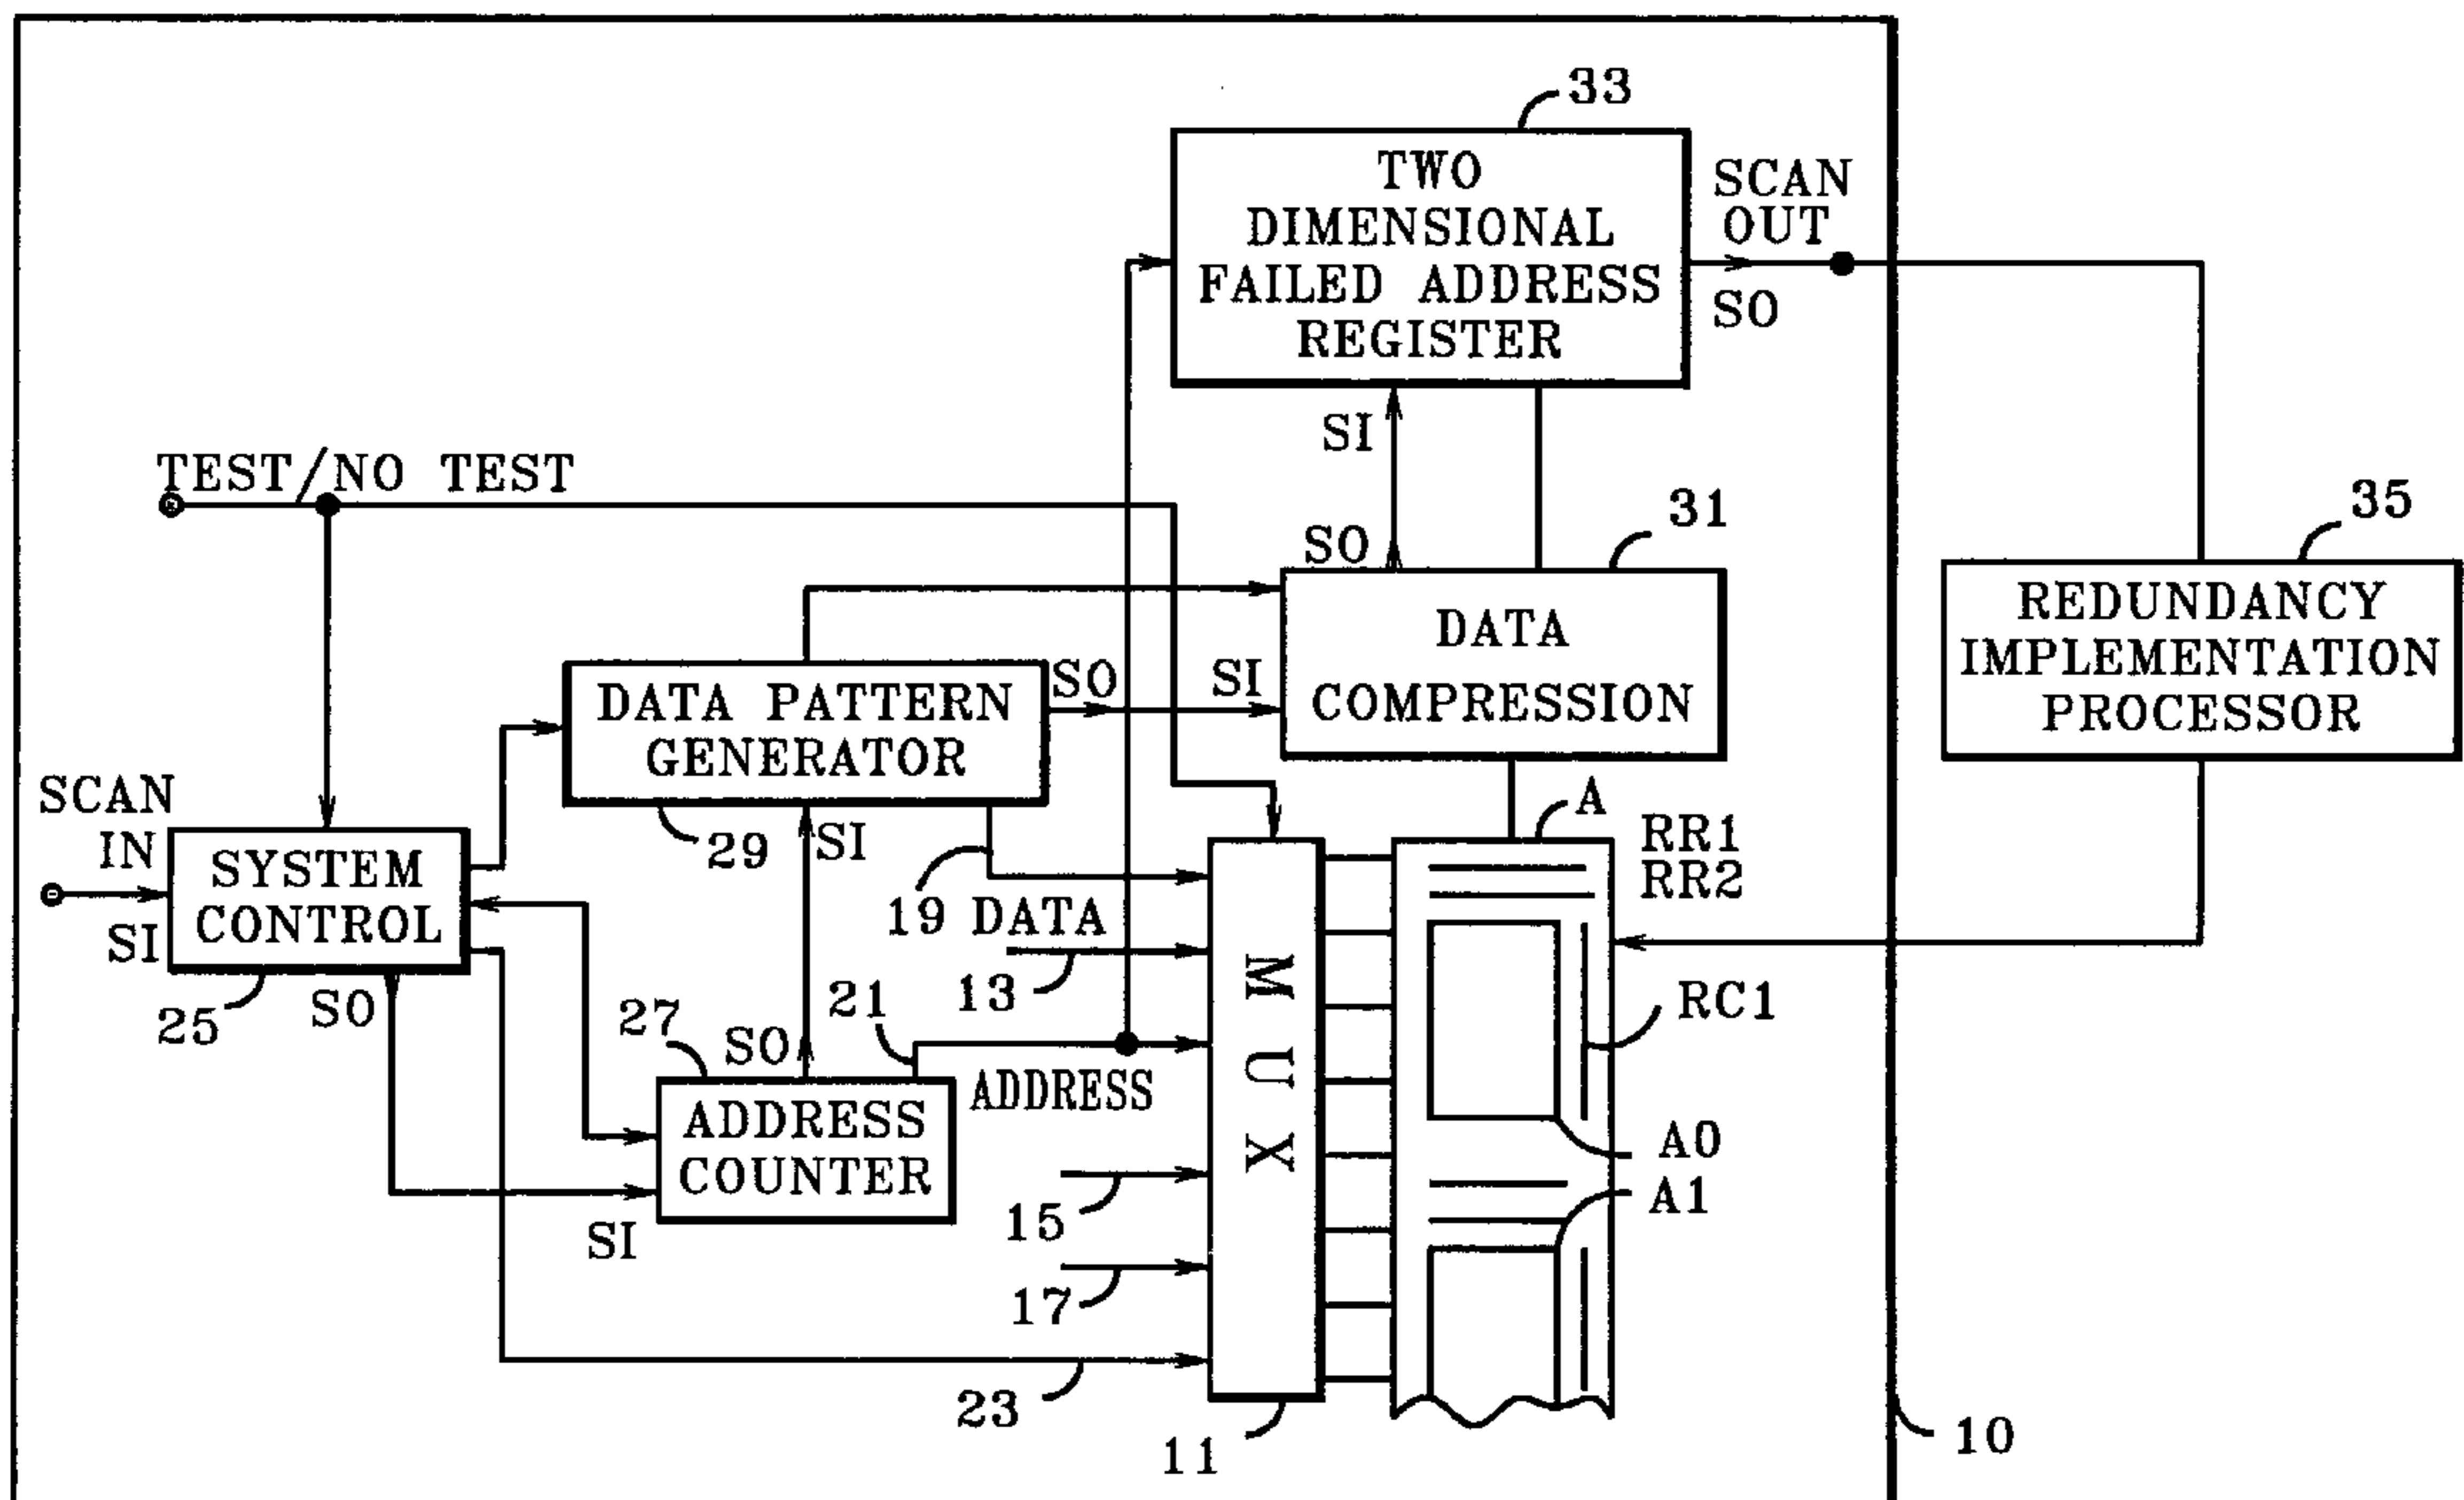 33
TWO
DIMENSIONAL
FAILED ADDRESS
REGISTER
SCAN
OUT
SO
SI
TEST/NO TEST
31
35
SO
DATA
COMPRESSION
REDUNDANCY
IMPLEMENTATION
PROCESSOR
DATA PATTERN
GENERATOR
SO
SI
29
SI
A
RR1
RR2
SCAN
IN
SI
SYSTEM
CONTROL
25
SO
19 DATA
13
MUX
RC1
27
SO
21
ADDRESS
ADDRESS
COUNTER
SI
A0
A1
15
17
23
11
10